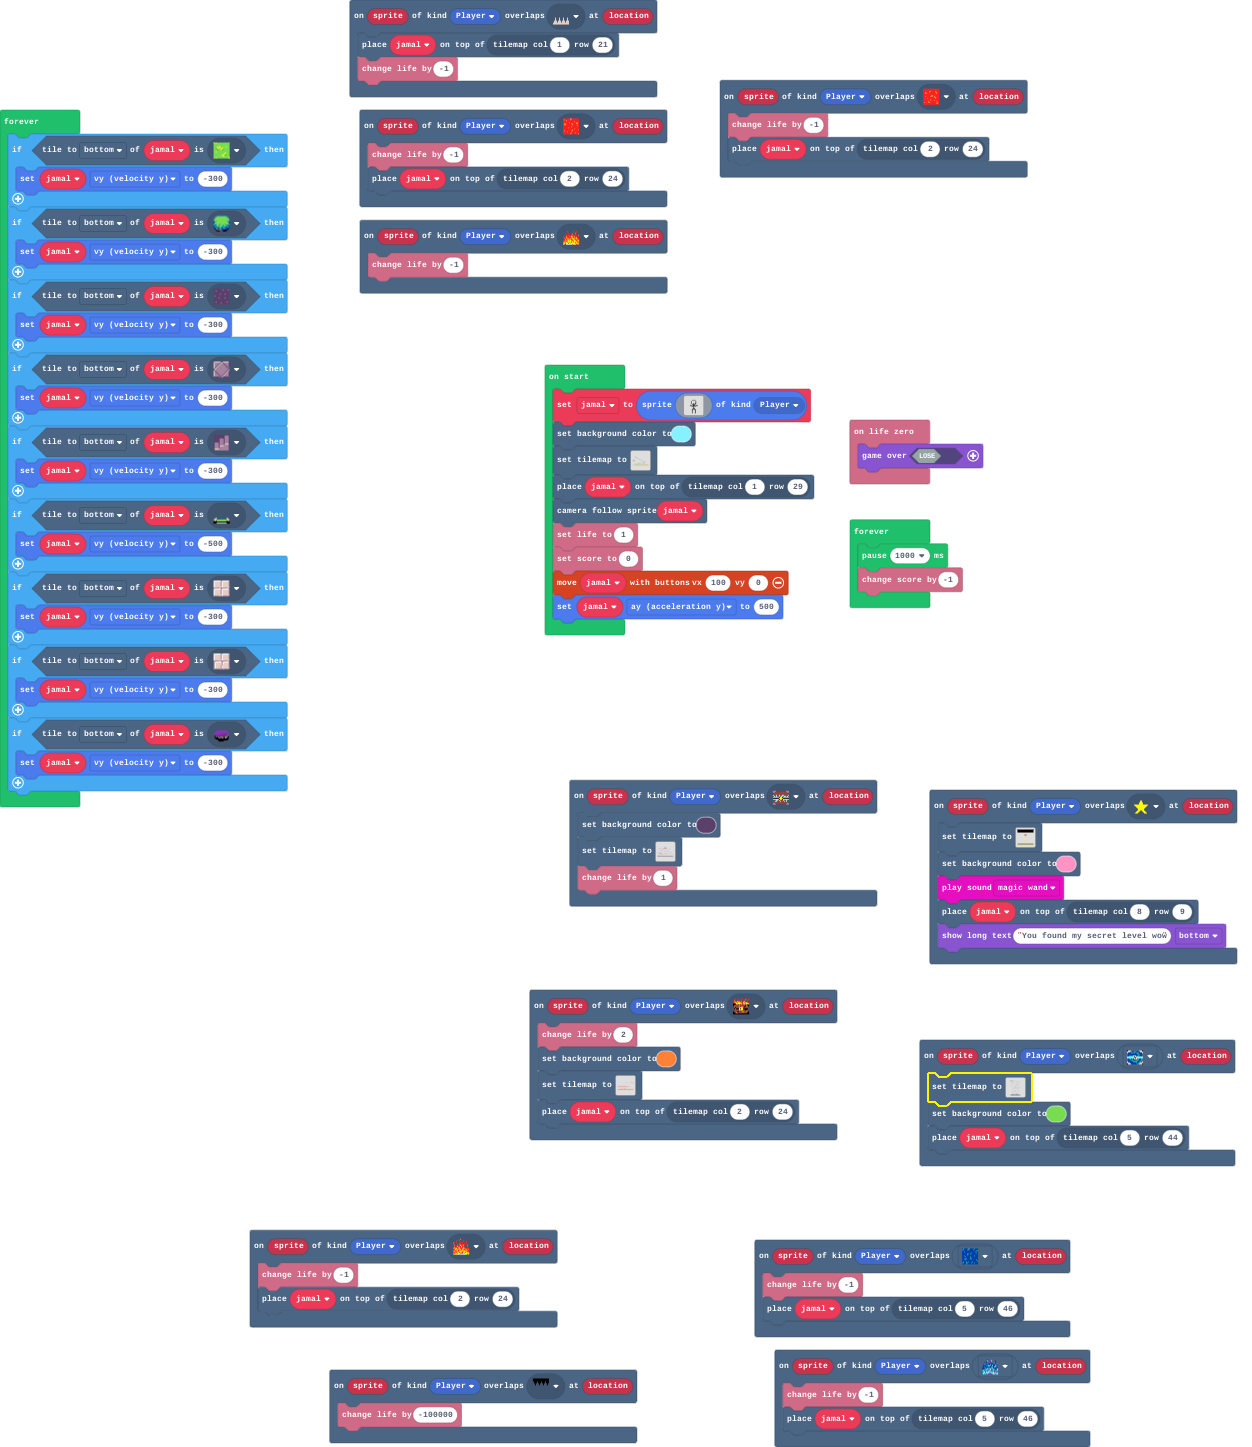 on sprite of kind Player overlaps at location
place jamal on top of tilemap col 1 row 21
change life by -1
on sprite of kind Player overlaps at location
change life by -1
place jamal on top of tilemap col 2 row 24
on sprite of kind Player overlaps at location
change life by -1
place jamal on top of tilemap col 2 row 24
on sprite of kind Player overlaps at location
change life by -1
forever
if tile to bottom of jamal is then
set jamal vy (velocity y) to -300
if tile to bottom of jamal is then
set jamal vy (velocity y) to -300
if tile to bottom of jamal is then
set jamal vy (velocity y) to -300
if tile to bottom of jamal is then
set jamal vy (velocity y) to -300
if tile to bottom of jamal is then
set jamal vy (velocity y) to -300
if tile to bottom of jamal is then
set jamal vy (velocity y) to -500
if tile to bottom of jamal is then
set jamal vy (velocity y) to -300
if tile to bottom of jamal is then
set jamal vy (velocity y) to -300
if tile to bottom of jamal is then
set jamal vy (velocity y) to -300
on start
set jamal to sprite of kind Player
set background color to
set tilemap to
place jamal on top of tilemap col 1 row 29
camera follow sprite jamal
set life to 1
set score to 0
move jamal with buttons vx 100 vy 0
set jamal ay (acceleration y) to 500
on life zero
game over LOSE
forever
pause 1000 ms
change score by -1
on sprite of kind Player overlaps at location
set background color to
set tilemap to
change life by 1
on sprite of kind Player overlaps at location
set tilemap to
set background color to
play sound magic wand
place jamal on top of tilemap col 8 row 9
show long text "You found my secret level wow" bottom
on sprite of kind Player overlaps at location
change life by 2
set background color to
set tilemap to
place jamal on top of tilemap col 2 row 24
on sprite of kind Player overlaps at location
set tilemap to
set background color to
place jamal on top of tilemap col 5 row 44
on sprite of kind Player overlaps at location
change life by -1
place jamal on top of tilemap col 2 row 24
on sprite of kind Player overlaps at location
change life by -1
place jamal on top of tilemap col 5 row 46
on sprite of kind Player overlaps at location
change life by -100000
on sprite of kind Player overlaps at location
change life by -1
place jamal on top of tilemap col 5 row 46